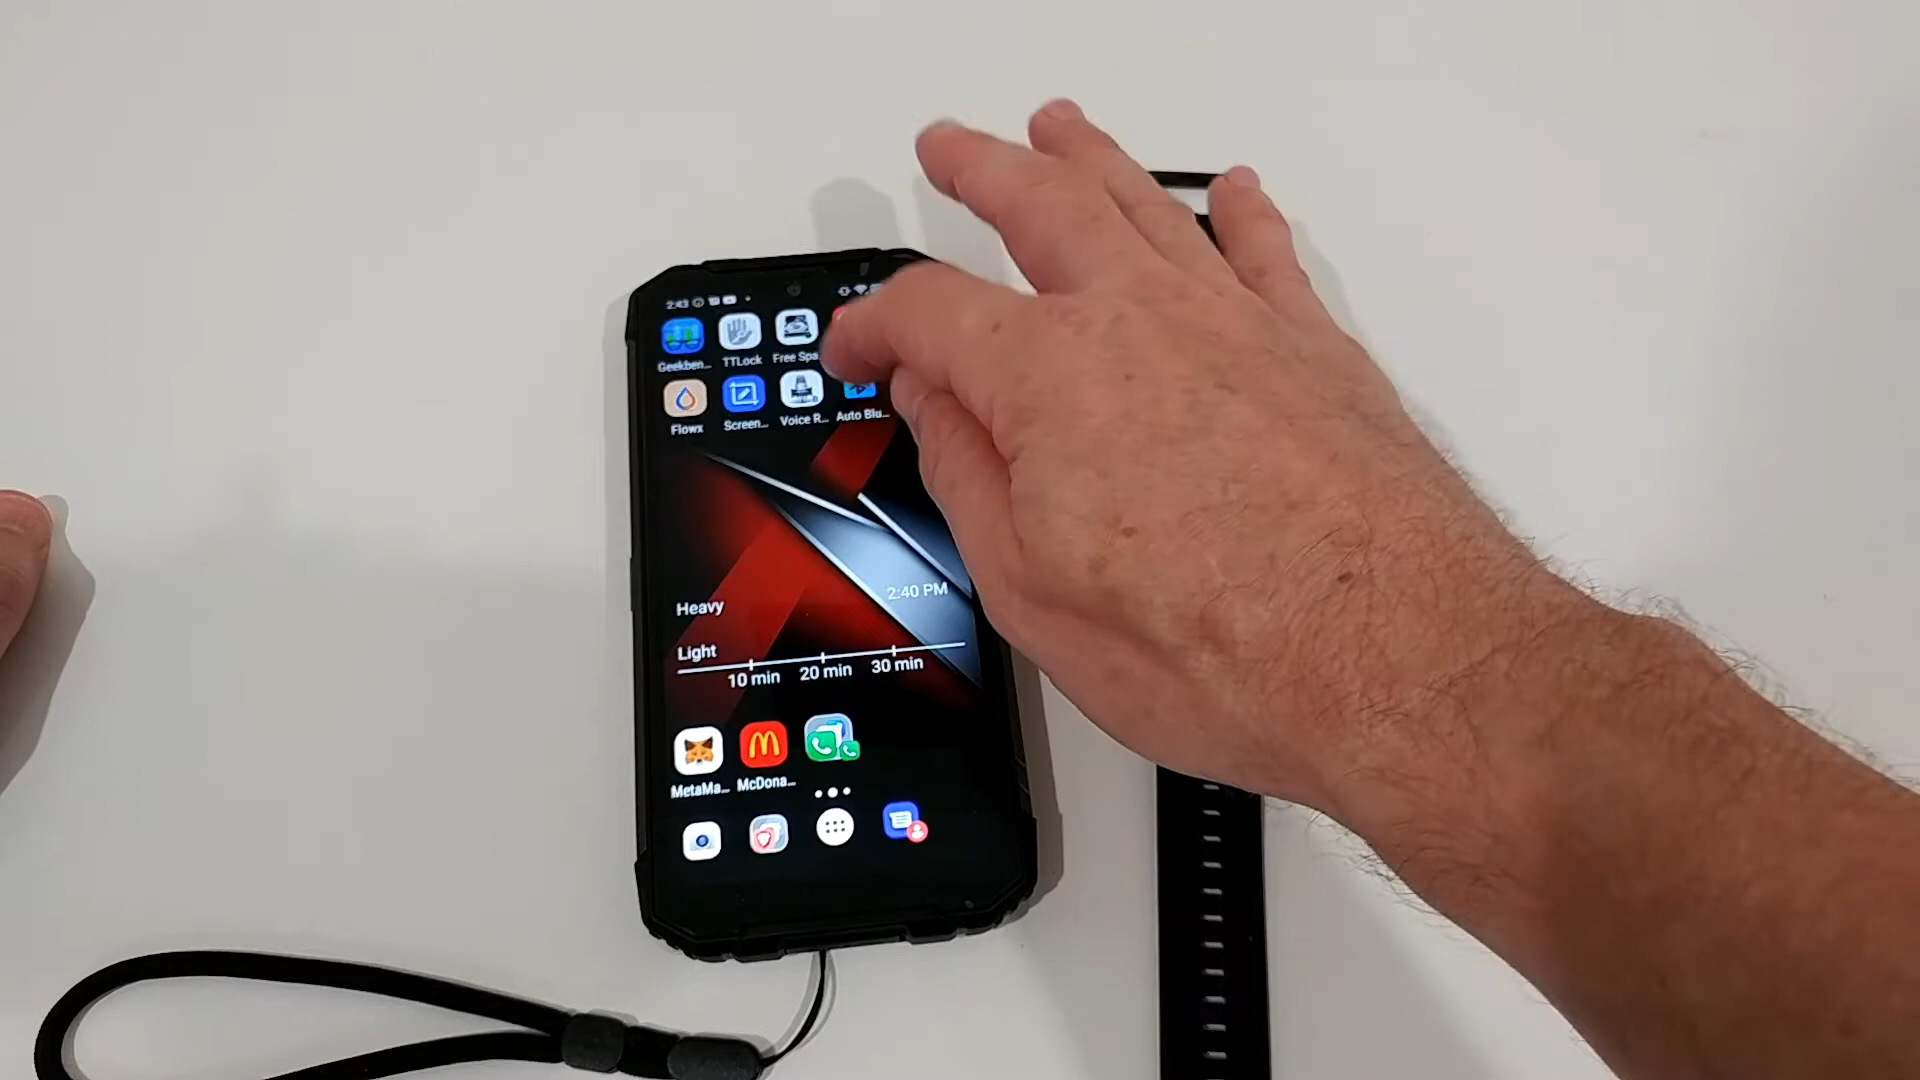 2:43
Geekben... TTLock Free Spa...
Flowx Screen... Voice R... Auto Blu...
2:40 PM
Heavy
Light
10 min 20 min 30 min
MetaMa... McDona...